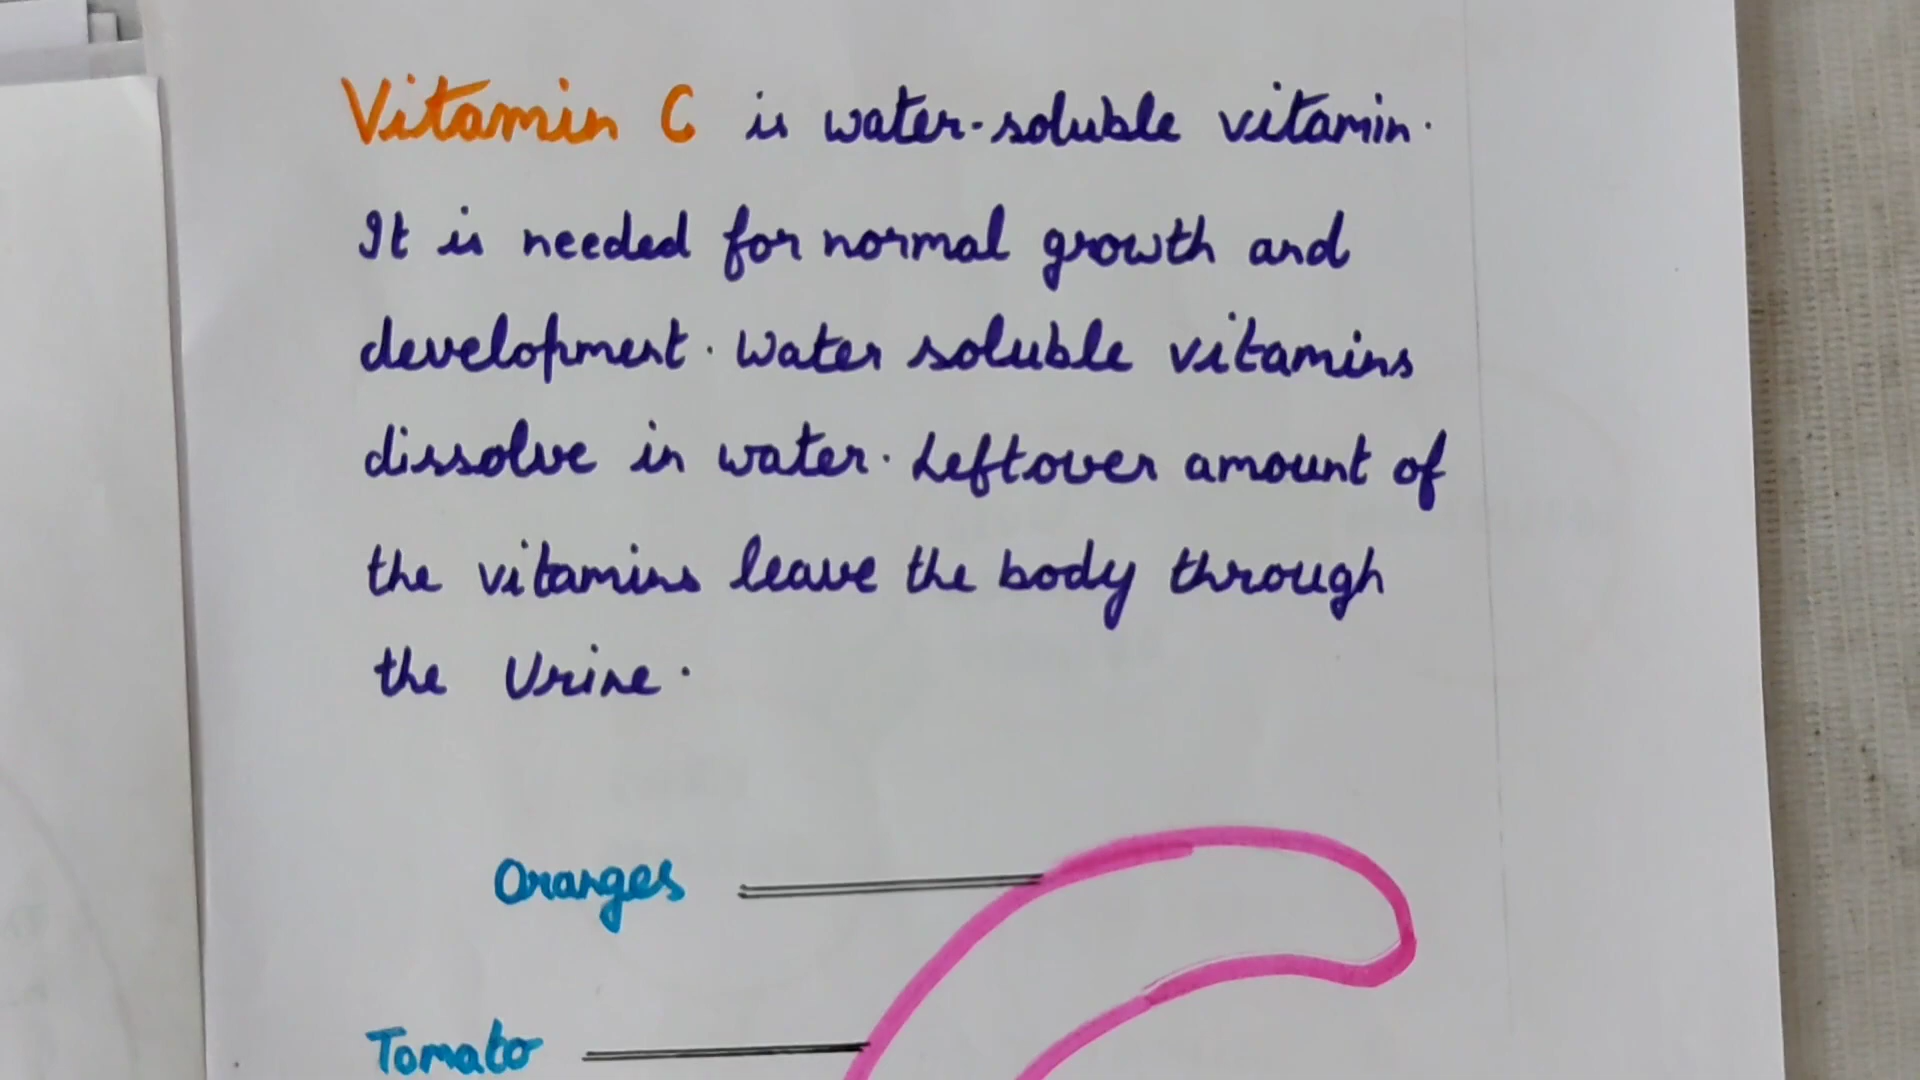 Vitamin C is water-soluble vitamin.
It is needed for normal growth and
development. Water soluble vitamins
dissolve in water. Leftover amount of
the vitamins leave the body through
the Urine.
Oranges
Tomato